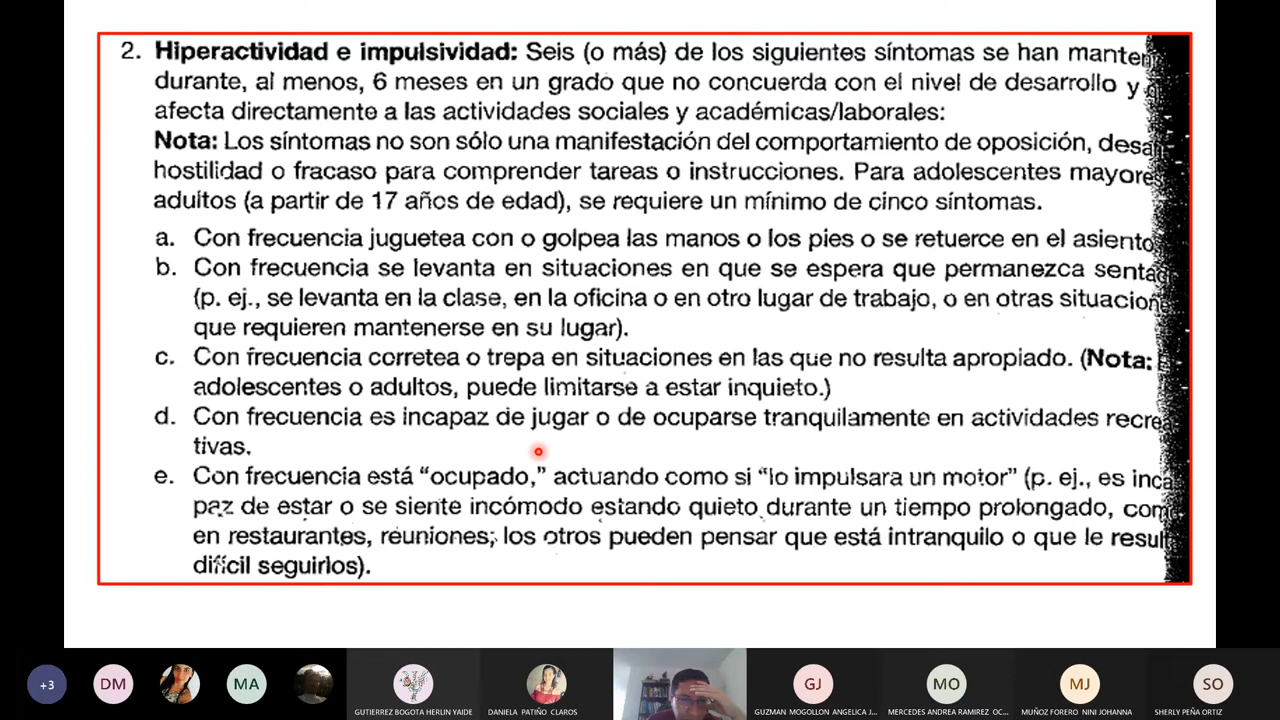 2. Hiperactividad e impulsividad: Seis (o más) de los siguientes síntomas se han
durante, al menos, 6 meses en un grado que no concuerda con el nivel de desarrollo y
afecta directamente a las actividades sociales y académicas/laborales:
Nota: Los síntomas no son sólo una manifestación del comportamiento de oposición,
hostilidad o fracaso para comprender tareas o instrucciones. Para adolescentes
adultos (a partir de 17 años de edad), se requiere un mínimo de cinco síntomas.
a. Con frecuencia juguetea con o golpea las manos o los pies o se retuerce en el asiento
b. Con frecuencia se levanta en situaciones en que se espera que permanezca
(p. ej., se levanta en la clase, en la oficina o en otro lugar de trabajo, o en otras
que requieren mantenerse en su lugar).
c. Con frecuencia corretea o trepa en situaciones en las que no resulta apropiado. (Nota:
adolescentes o adultos, puede limitarse a estar inquieto.)
d. Con frecuencia es incapaz de jugar o de ocuparse tranquilamente en actividades recrea
tivas.
e. Con frecuencia está “ocupado,” actuando como si “lo impulsara un motor” (p. ej., es inca
paz de estar o se siente incómodo estando quieto durante un tiempo prolongado,
en restaurantes, reuniones; los otros pueden pensar que está intranquilo o que le
difícil seguirlos).
+3 DM MA GJ MO MJ SO
GUTIERREZ BOGOTA HERLIN YAIDE DANIELA PATIÑO CLAROS GUZMAN MOGOLLON ANGELICA J... MERCEDES ANDREA RAMIREZ OC... MUÑOZ FORERO NINI JOHANNA SHERLY PEÑA ORTIZ